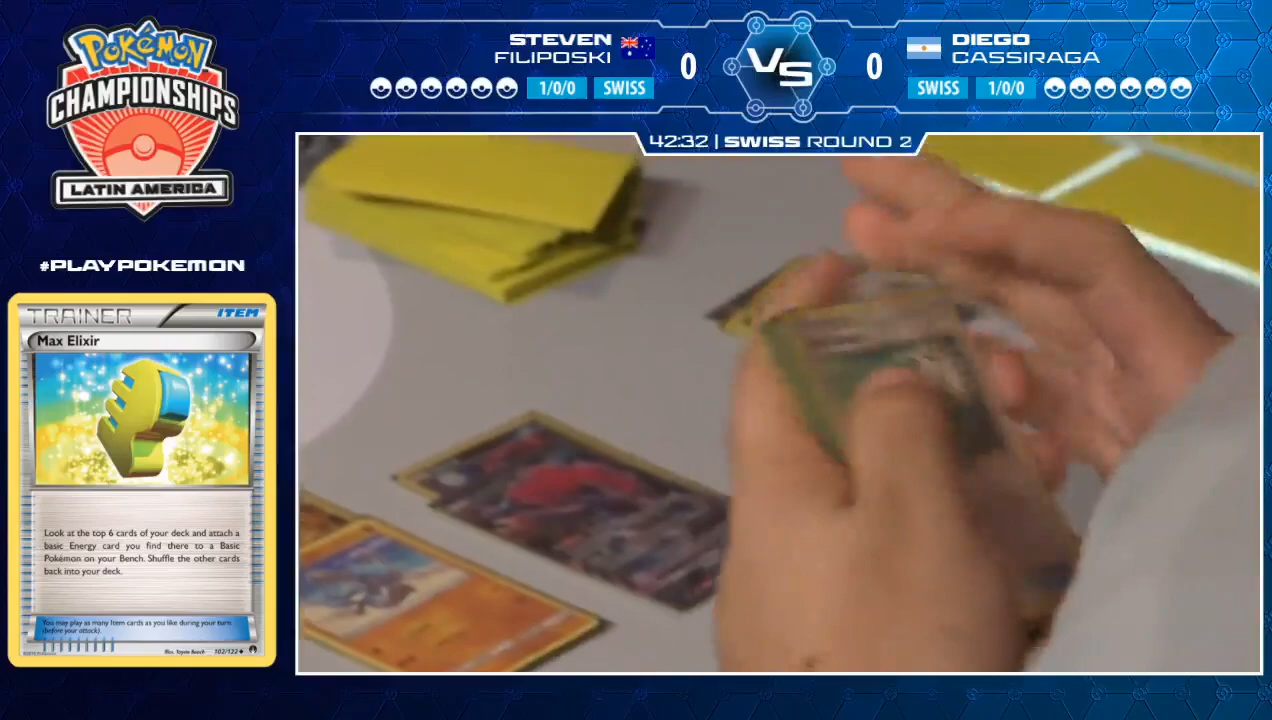 Pokémon
CHAMPIONSHIPS
LATIN AMERICA
#PLAYPOKEMON
STEVEN
FILIPOSKI
0
1/0/0
SWISS
VS
0
DIEGO
CASSIRAGA
SWISS
1/0/0
42:32 | SWISS ROUND 2
TRAINER
ITEM
Max Elixir
Look at the top 6 cards of your deck and attach a
basic Energy card you find there to a Basic
Pokémon on your Bench. Shuffle the other cards
back into your deck.
You may play as many Item cards as you like during your turn
(before your attack).
102/122